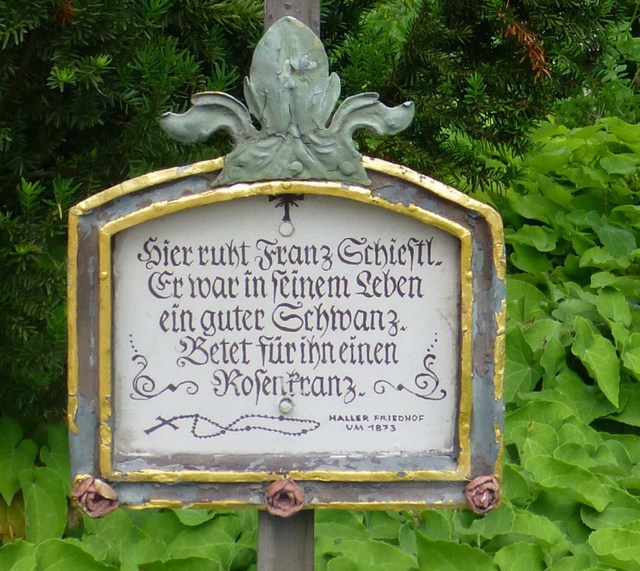 Hier ruht Franz Schiestl.
Er war in seinem Leben
ein guter Schwanz.
Betet für ihn einen
Rosenkranz.
HALLER FRIEDHOF
UM 1873